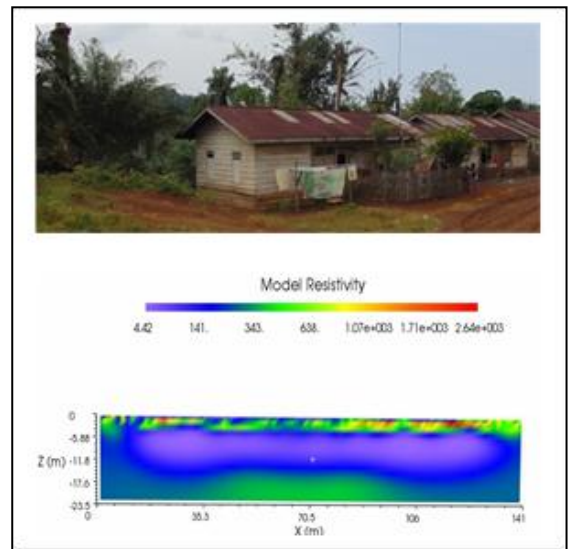 Model Resistivity
4.42 141. 343. 638. 1.07e+003 1.71e+003 2.64e+003
0
-5.88
Z (m) -11.8
-17.6
-23.5
0 35.3 70.5 106 141
X (m)